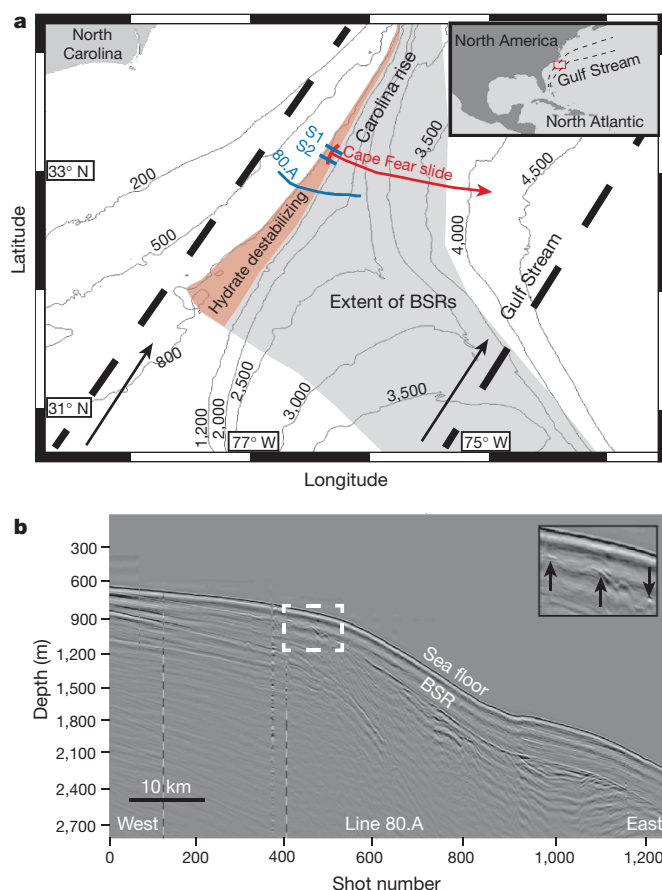 a
North
Carolina
North America
Gulf Stream
North Atlantic
Carolina rise
S1
S2
80.A
Cape Fear slide
3,500
4,500
4,000
33° N
200
500
Hydrate destabilizing
Extent of BSRs
Gulf Stream
800
31° N
1,200
2,000
2,500
3,000
3,500
77° W
75° W
Latitude
Longitude
b
300
600
900
1,200
1,500
1,800
2,100
2,400
2,700
Depth (m)
Sea floor
BSR
10 km
West
Line 80.A
East
0
200
400
600
800
1,000
1,200
Shot number